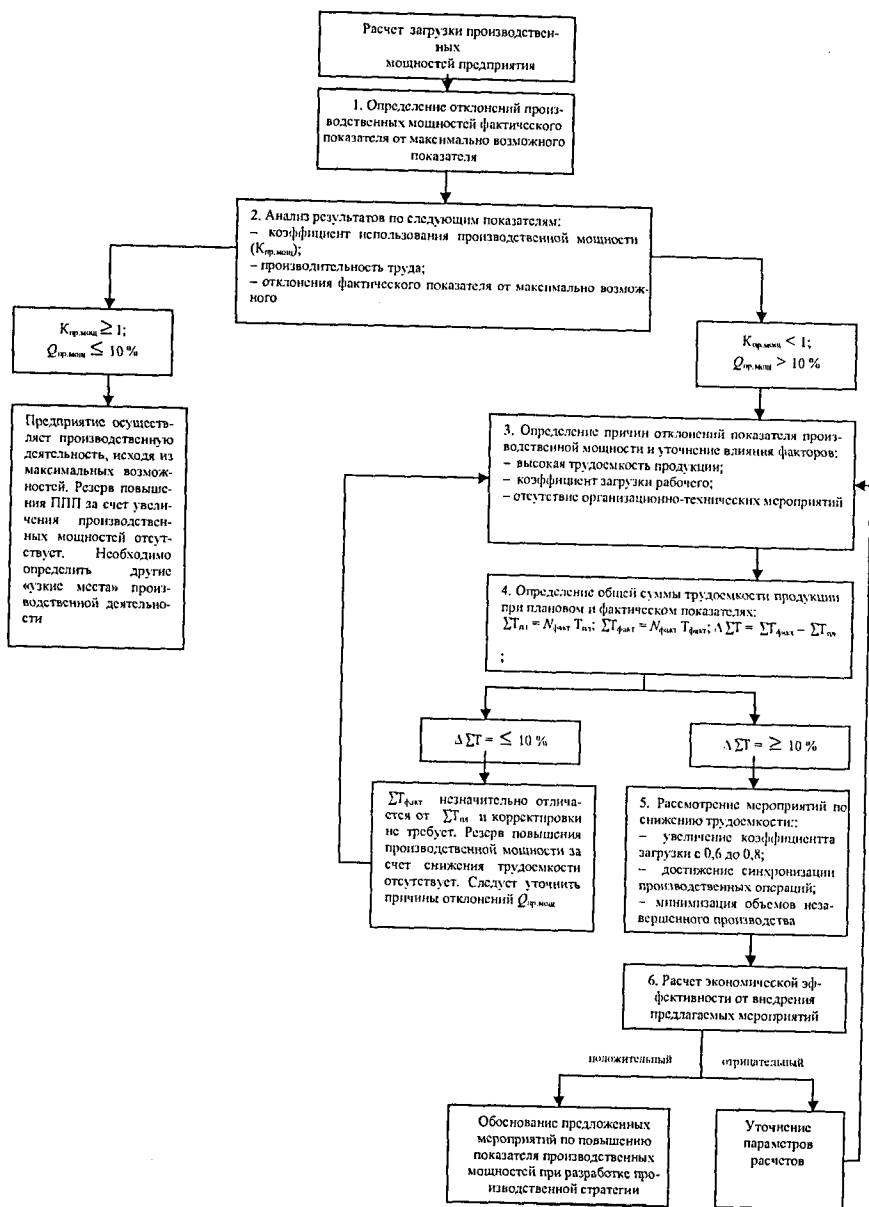 Расчет загрузки производствен-
ных
мощностей предприятия
1. Определение отклонений произ-
водственных мощностей фактического
показателя от максимально возможного
показателя
2. Анализ результатов по следующим показателям:
– коэффициент использования производственной мощности
(Кпр.мощ);
– производительность труда;
– отклонения фактического показателя от максимально возмож-
ного
Кпр.мощ ≥ 1;
Qпр.мощ ≤ 10 %
Кпр.мощ < 1;
Qпр.мощ > 10 %
Предприятие осуществ-
ляет производственную
деятельность, исходя из
максимальных возмож-
ностей. Резерв повыше-
ния ППП за счет увели-
чения производствен-
ных мощностей отсут-
ствует. Необходимо
определить другие
«узкие места» произ-
водственной деятельно-
сти
3. Определение причин отклонений показателя произ-
водственной мощности и уточнение влияния факторов:
– высокая трудоемкость продукции;
– коэффициент загрузки рабочего;
– отсутствие организационно-технических мероприятий
4. Определение общей суммы трудоемкости продукции
при плановом и фактическом показателях:
∑Тпл = Nфакт Тпл; ∑Тфакт = Nфакт Тфакт; Δ∑Т = ∑Тфакт – ∑Тпл
;
Δ∑Т = ≤ 10 %
Δ∑Т = ≥ 10 %
∑Тфакт незначительно отлича-
ется от ∑Тпл и корректировки
не требует. Резерв повышения
производственной мощности за
счет снижения трудоемкости
отсутствует. Следует уточнить
причины отклонений Qпр.мощ
5. Рассмотрение мероприятий по
снижению трудоемкости::
– увеличение коэффициентта
загрузки с 0,6 до 0,8;
– достижение синхронизации
производственных операций;
– минимизация объемов неза-
вершенного производства
6. Расчет экономической эф-
фективности от внедрения
предлагаемых мероприятий
положительный
отрицательный
Обоснование предложенных
мероприятий по повышению
показателя производственных
мощностей при разработке про-
изводственной стратегии
Уточнение
параметров
расчетов